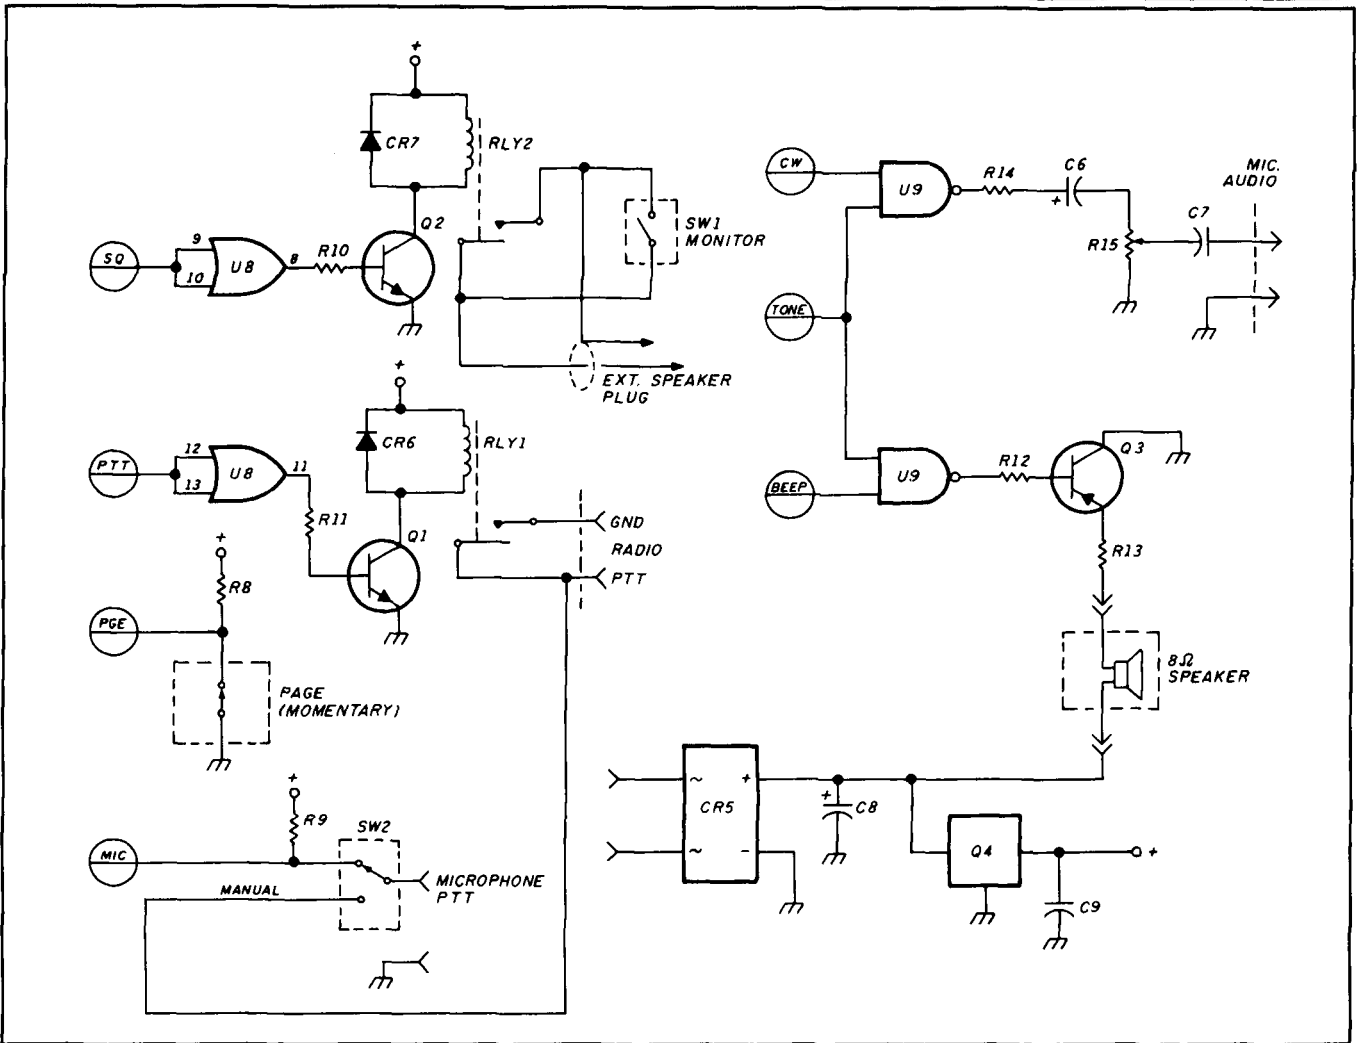 +
CR7
RLY2
Q2
SQ
9
10
U8
8
R10
SW1
MONITOR
EXT. SPEAKER
PLUG
+
CR6
RLY1
PTT
12
13
U8
11
R11
Q1
GND
RADIO
PTT
+
R8
PGE
PAGE
(MOMENTARY)
+
R9
SW2
MIC
MANUAL
MICROPHONE
PTT
CW
U9
R14
C6
+
R15
C7
MIC.
AUDIO
TONE
BEEP
U9
R12
Q3
R13
8Ω
SPEAKER
~
+
CR5
~
-
+
C8
Q4
+
C9